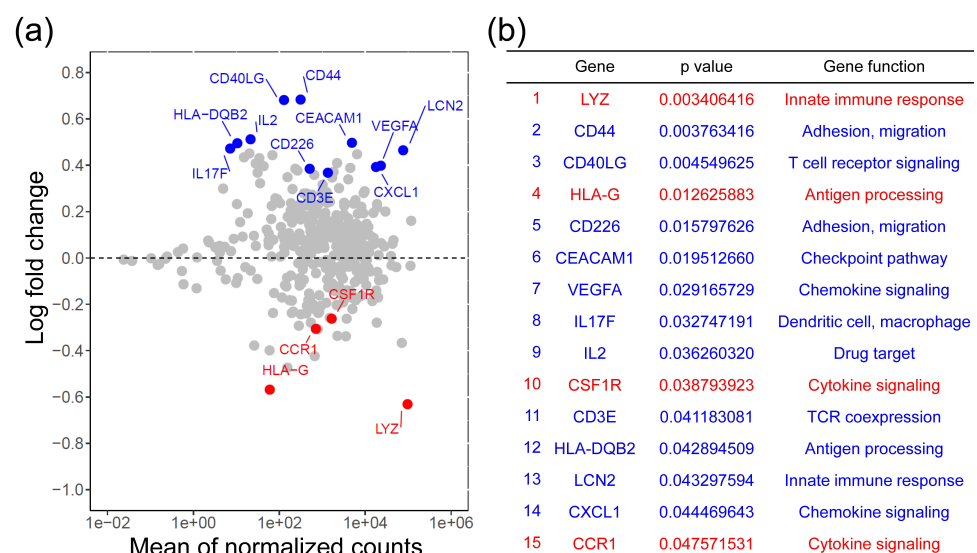 (a)
(b)
Log fold change
0.8
0.6
0.4
0.2
0.0
−0.2
−0.4
−0.6
−0.8
−1.0
CD40LG
CD44
LCN2
HLA−DQB2
IL2
CEACAM1
VEGFA
CD226
IL17F
CD3E
CXCL1
CSF1R
CCR1
HLA−G
LYZ
1e−02 1e+00 1e+02 1e+04 1e+06
Mean of normalized counts
Gene p value Gene function
1 LYZ 0.003406416 Innate immune response
2 CD44 0.003763416 Adhesion, migration
3 CD40LG 0.004549625 T cell receptor signaling
4 HLA-G 0.012625883 Antigen processing
5 CD226 0.015797626 Adhesion, migration
6 CEACAM1 0.019512660 Checkpoint pathway
7 VEGFA 0.029165729 Chemokine signaling
8 IL17F 0.032747191 Dendritic cell, macrophage
9 IL2 0.036260320 Drug target
10 CSF1R 0.038793923 Cytokine signaling
11 CD3E 0.041183081 TCR coexpression
12 HLA-DQB2 0.042894509 Antigen processing
13 LCN2 0.043297594 Innate immune response
14 CXCL1 0.044469643 Chemokine signaling
15 CCR1 0.047571531 Cytokine signaling